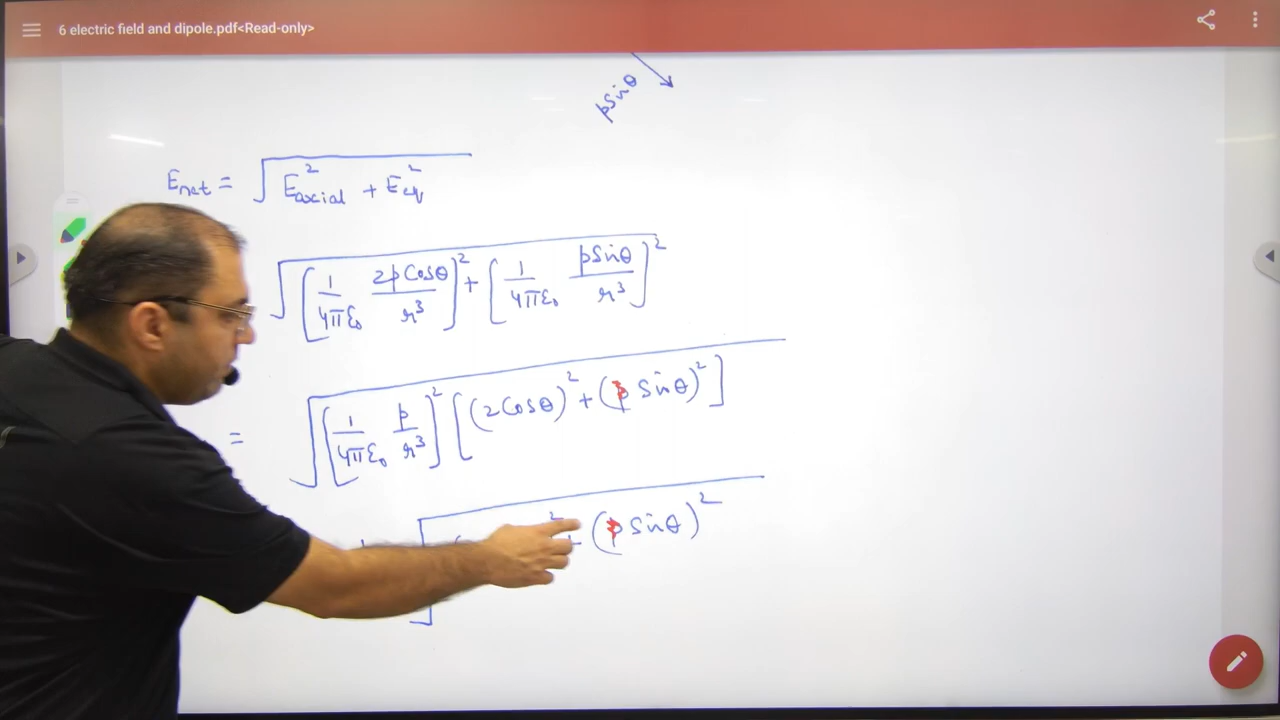 6 electric field and dipole.pdf<Read-only>
pSinθ
Enet = √(E²axial + E²eq)
√([1/4πε₀ 2pCosθ/r³]² + [1/4πε₀ pSinθ/r³]²)
= √([1/4πε₀ p/r³]² [(2Cosθ)² + (p Sinθ)²])
√( ² + (p Sinθ)²